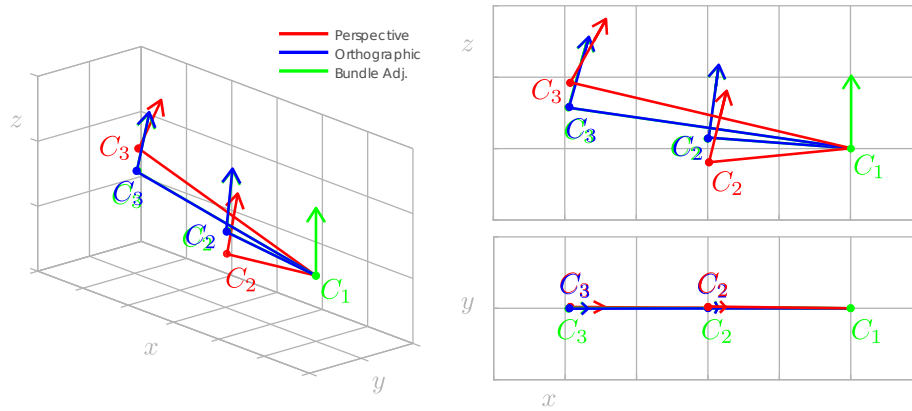 Perspective
Orthographic
Bundle Adj.
z
C₃
C₃
C₂
C₂
C₁
x
y
z
C₃
C₃
C₂
C₂
C₁
y
C₃
C₂
C₃
C₂
C₁
x